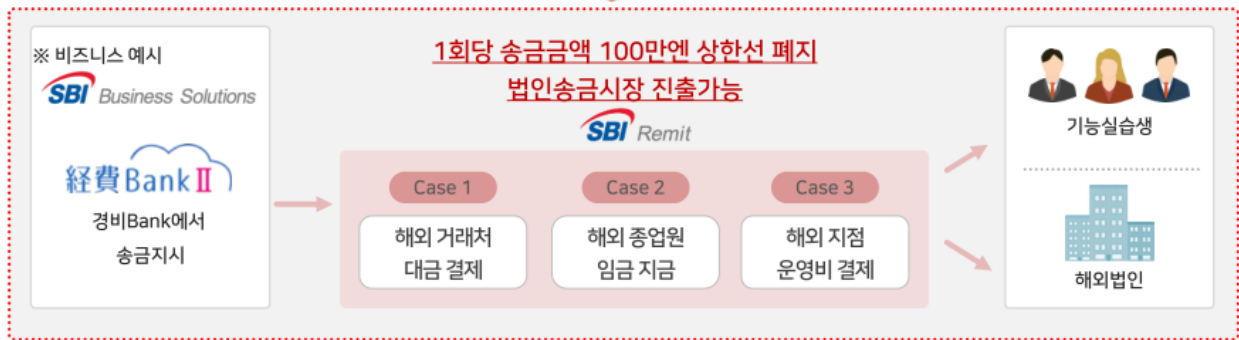 ※ 비즈니스 예시
SBI Business Solutions
経費BankⅡ
경비Bank에서
송금지시
1회당 송금금액 100만엔 상한선 폐지
법인송금시장 진출가능
SBI Remit
Case 1
해외 거래처
대금 결제
Case 2
해외 종업원
임금 지금
Case 3
해외 지점
운영비 결제
기능실습생
해외법인